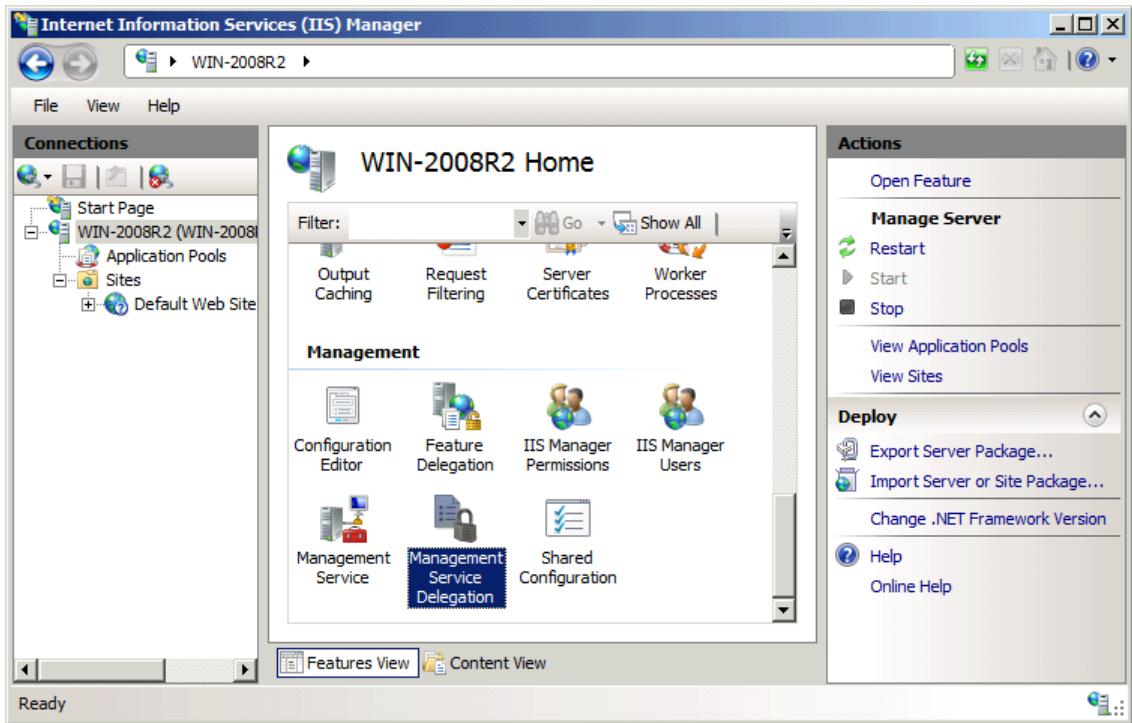 Internet Information Services (IIS) Manager
WIN-2008R2
File View Help
Connections
Start Page
WIN-2008R2 (WIN-2008
Application Pools
Sites
Default Web Site
WIN-2008R2 Home
Filter: Go Show All
Output Caching
Request Filtering
Server Certificates
Worker Processes
Management
Configuration Editor
Feature Delegation
IIS Manager Permissions
IIS Manager Users
Management Service
Management Service Delegation
Shared Configuration
Features View Content View
Actions
Open Feature
Manage Server
Restart
Start
Stop
View Application Pools
View Sites
Deploy
Export Server Package...
Import Server or Site Package...
Change .NET Framework Version
Help
Online Help
Ready